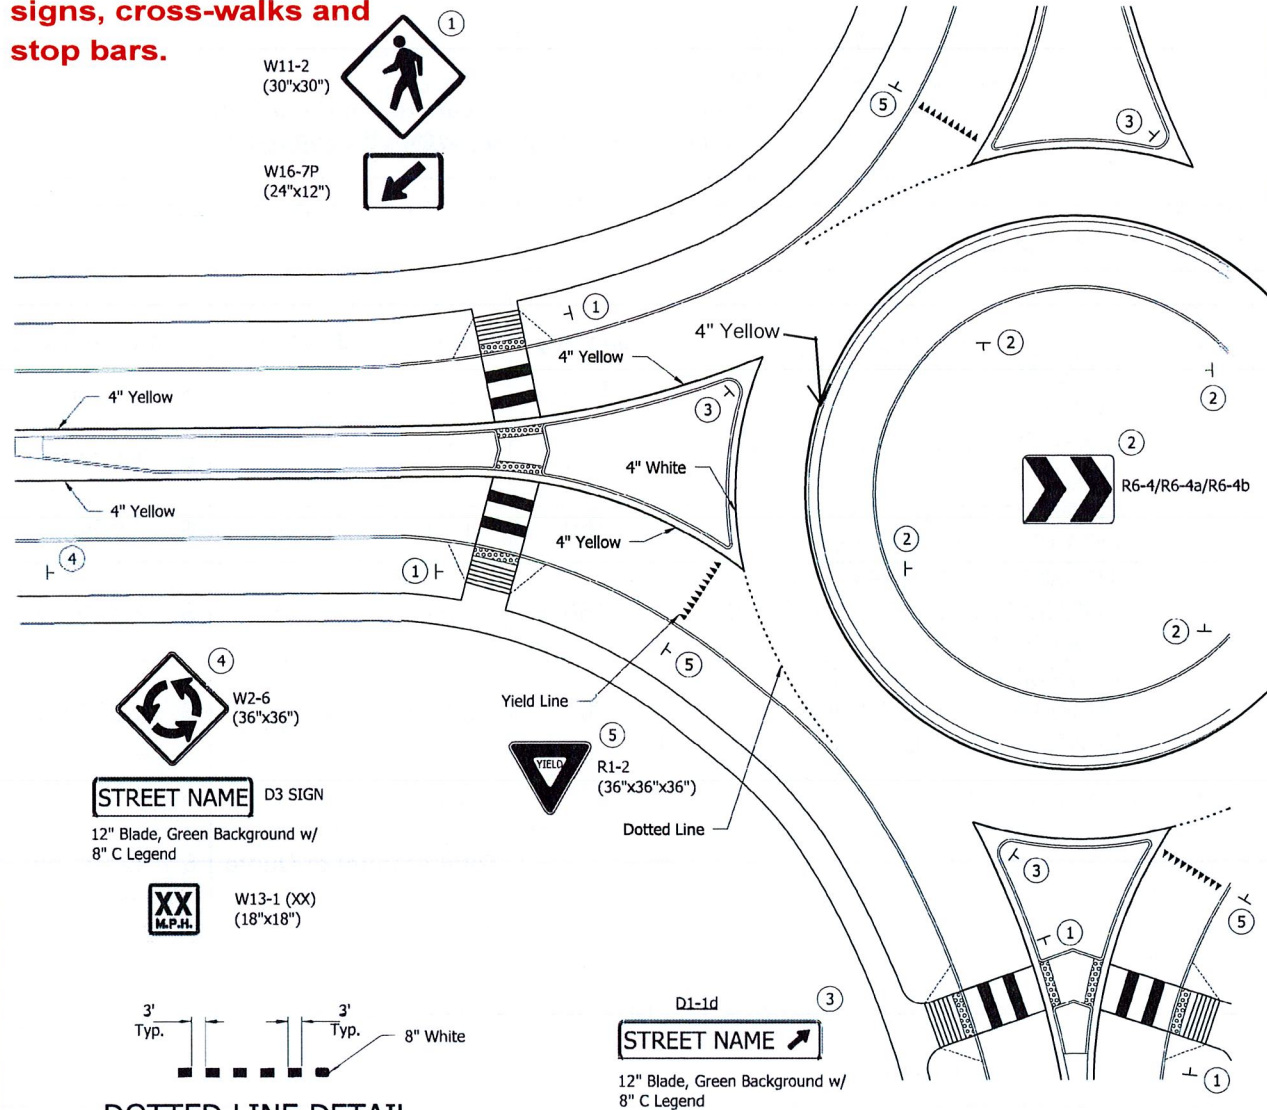 signs, cross-walks and
stop bars.
1
W11-2
(30"x30")
W16-7P
(24"x12")
5
3
1
4" Yellow
4" Yellow
2
2
4" Yellow
3
4" White
2
R6-4/R6-4a/R6-4b
4" Yellow
4" Yellow
2
4
1
2
5
4
W2-6
(36"x36")
Yield Line
5
YIELD
R1-2
(36"x36"x36")
STREET NAME
D3 SIGN
12" Blade, Green Background w/
8" C Legend
Dotted Line
3
XX
M.P.H.
W13-1 (XX)
(18"x18")
5
1
3'
Typ.
3'
Typ.
8" White
D1-1d
3
STREET NAME
12" Blade, Green Background w/
8" C Legend
1
DOTTED LINE DETAIL